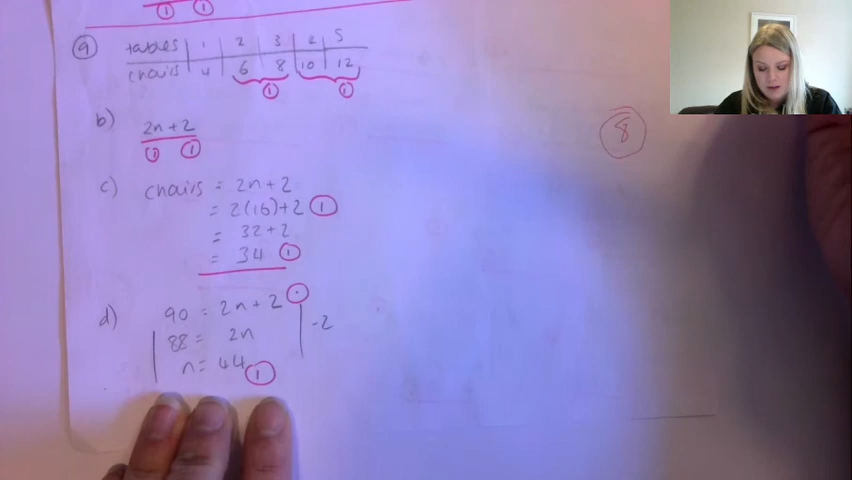 ① ①
⑨ tables | 1 | 2 | 3 | 2 | 5
chairs | 4 | 6 8 | 10 | 12
① ①
b) 2n + 2
① ①
⑧
c) chairs = 2n + 2
= 2(16) + 2 ①
= 32 + 2
= 34 ①
d) 90 = 2n + 2
88 = 2n | -2
n = 44 ①